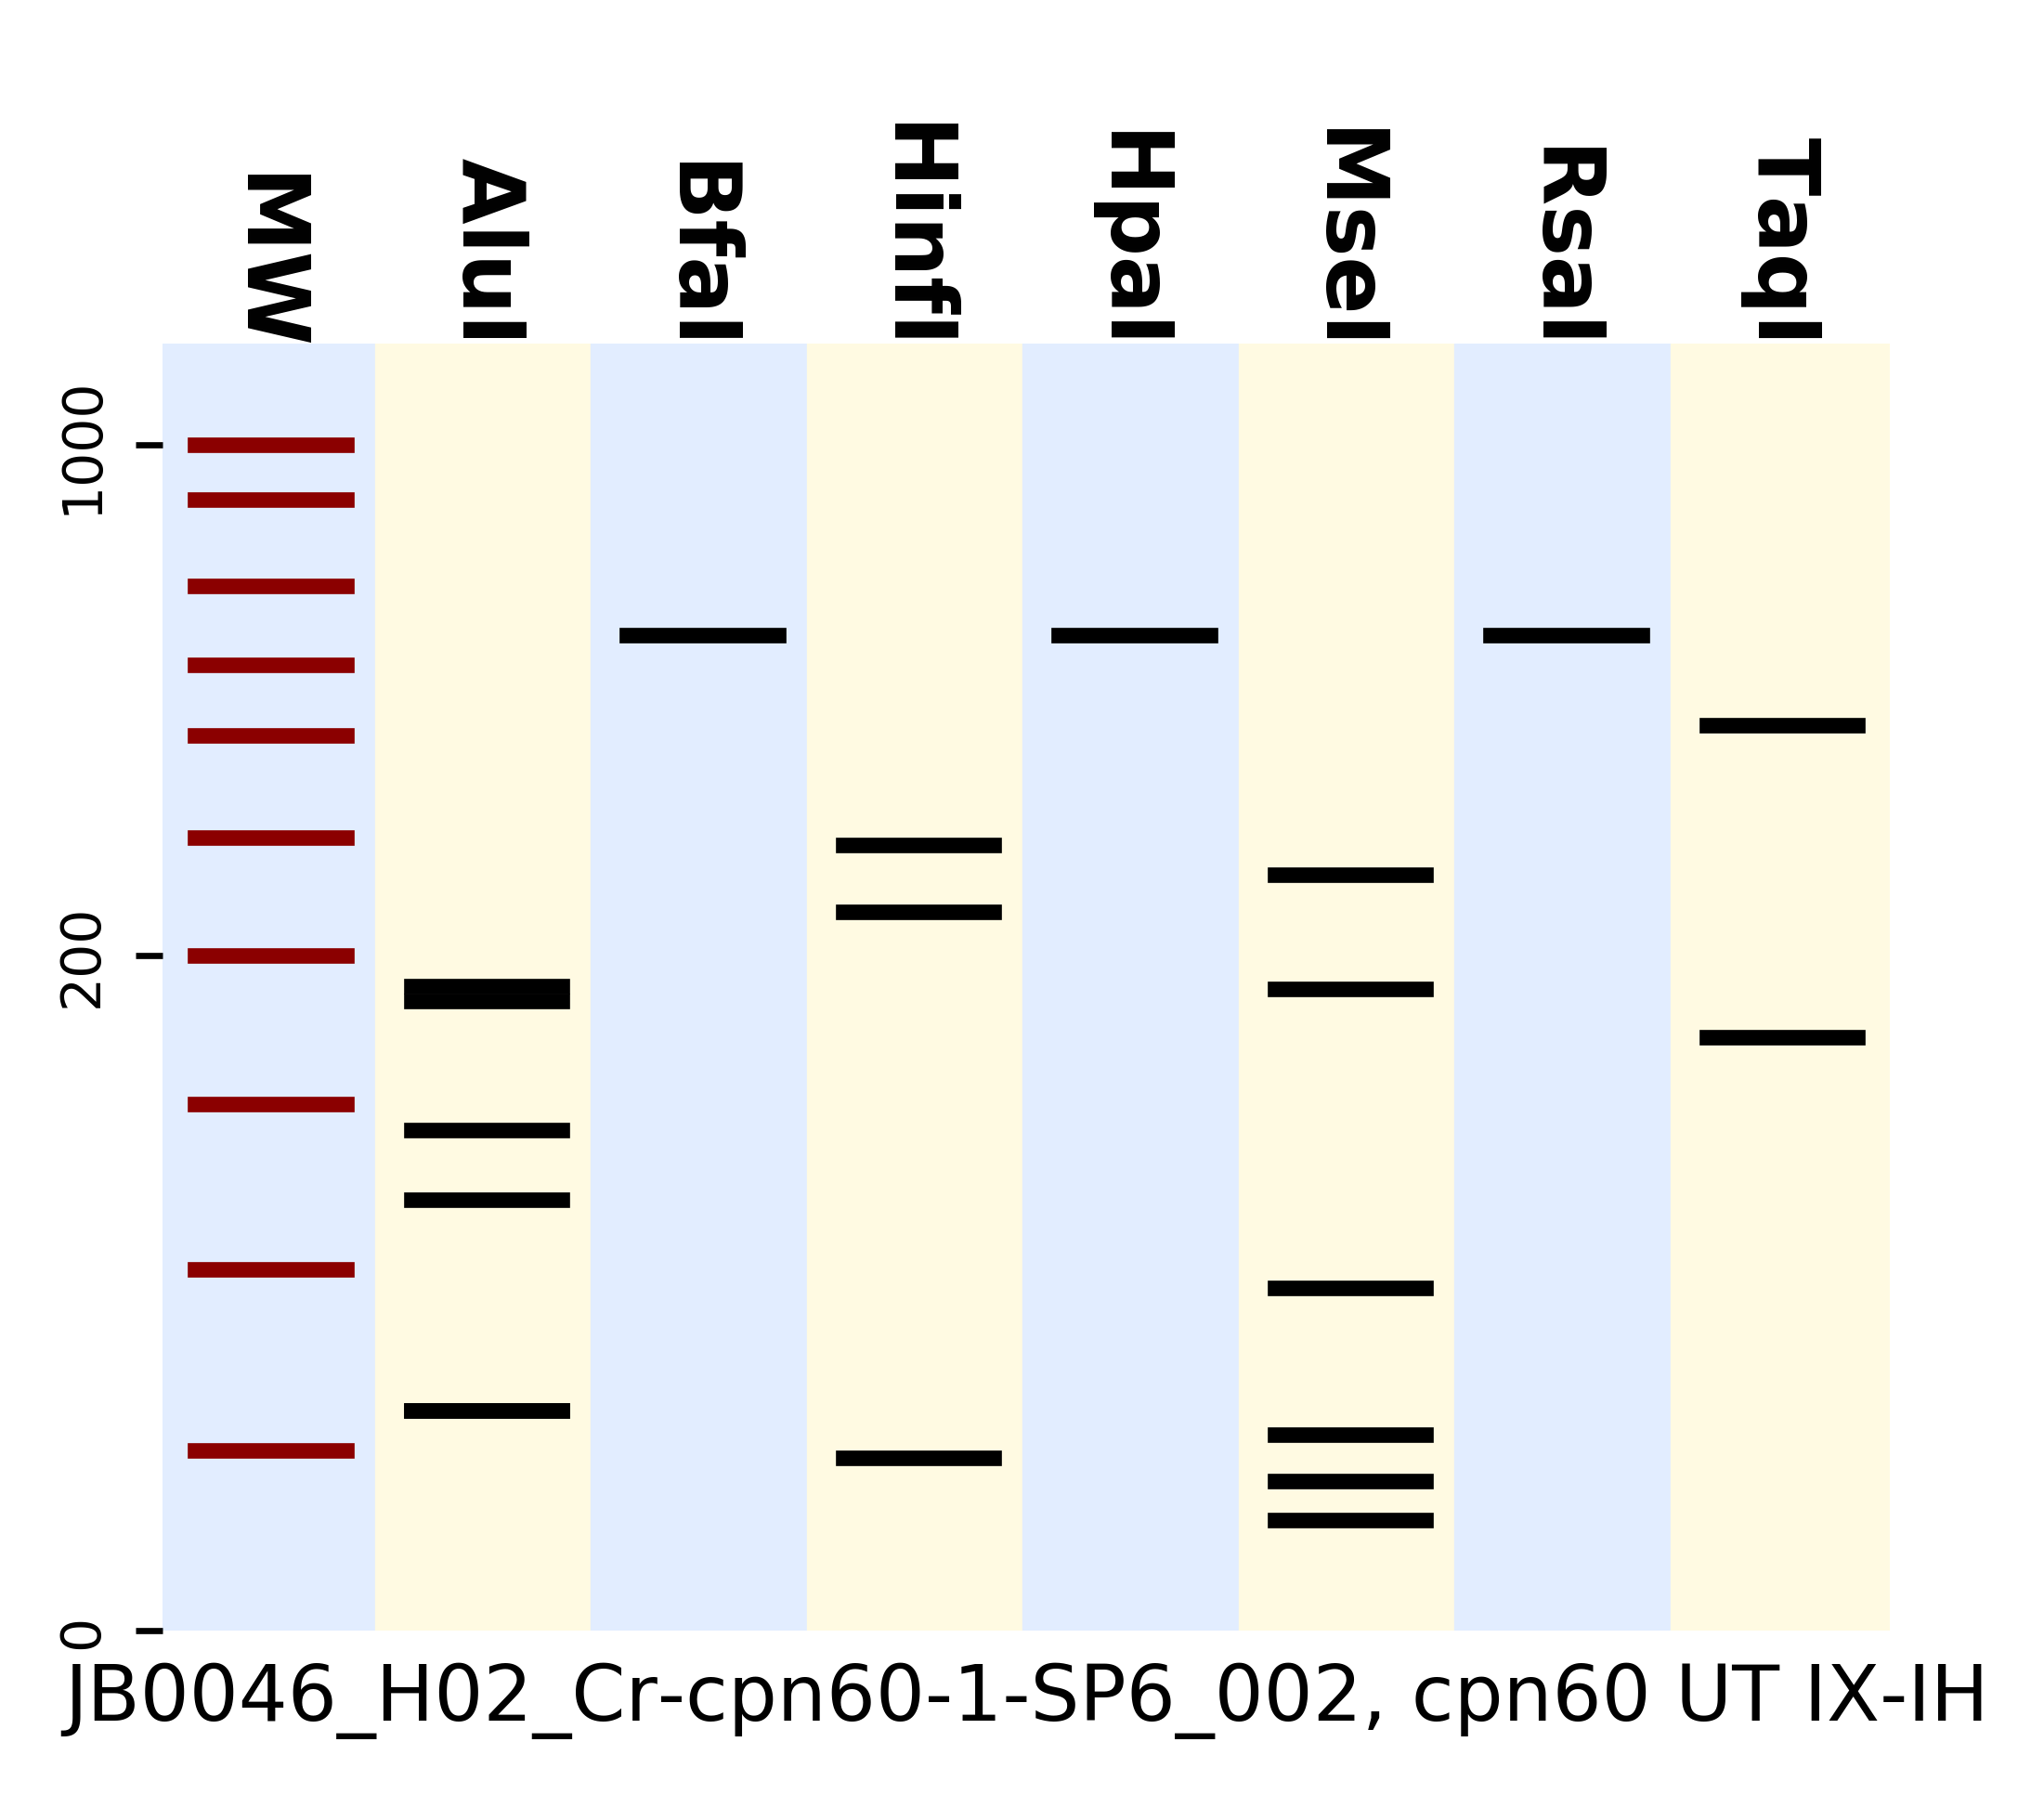 MW
AluI
BfaI
HinfI
HpaI
MseI
RsaI
TaqI
1000
200
0
JB0046_H02_Cr-cpn60-1-SP6_002, cpn60 UT IX-IH